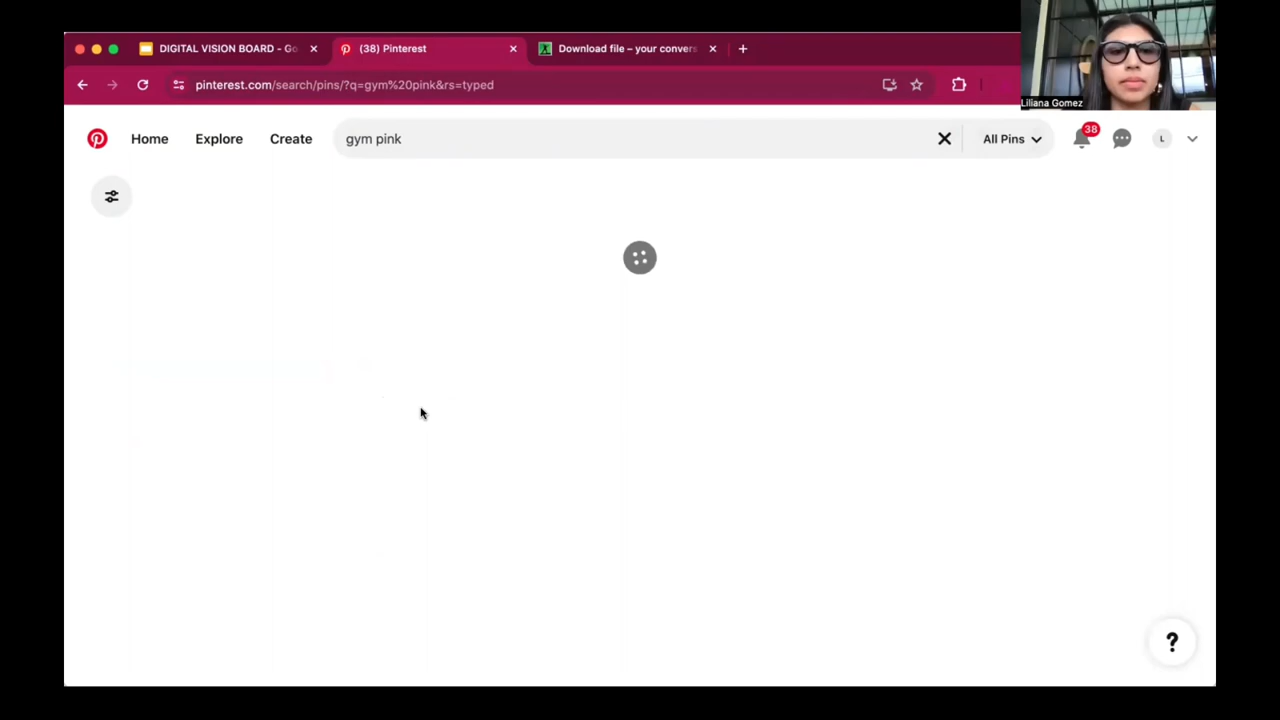 DIGITAL VISION BOARD - Go
(38) Pinterest
Download file – your conver
pinterest.com/search/pins/?q=gym%20pink&rs=typed
Liliana Gomez
Home
Explore
Create
gym pink
All Pins
38
L
?